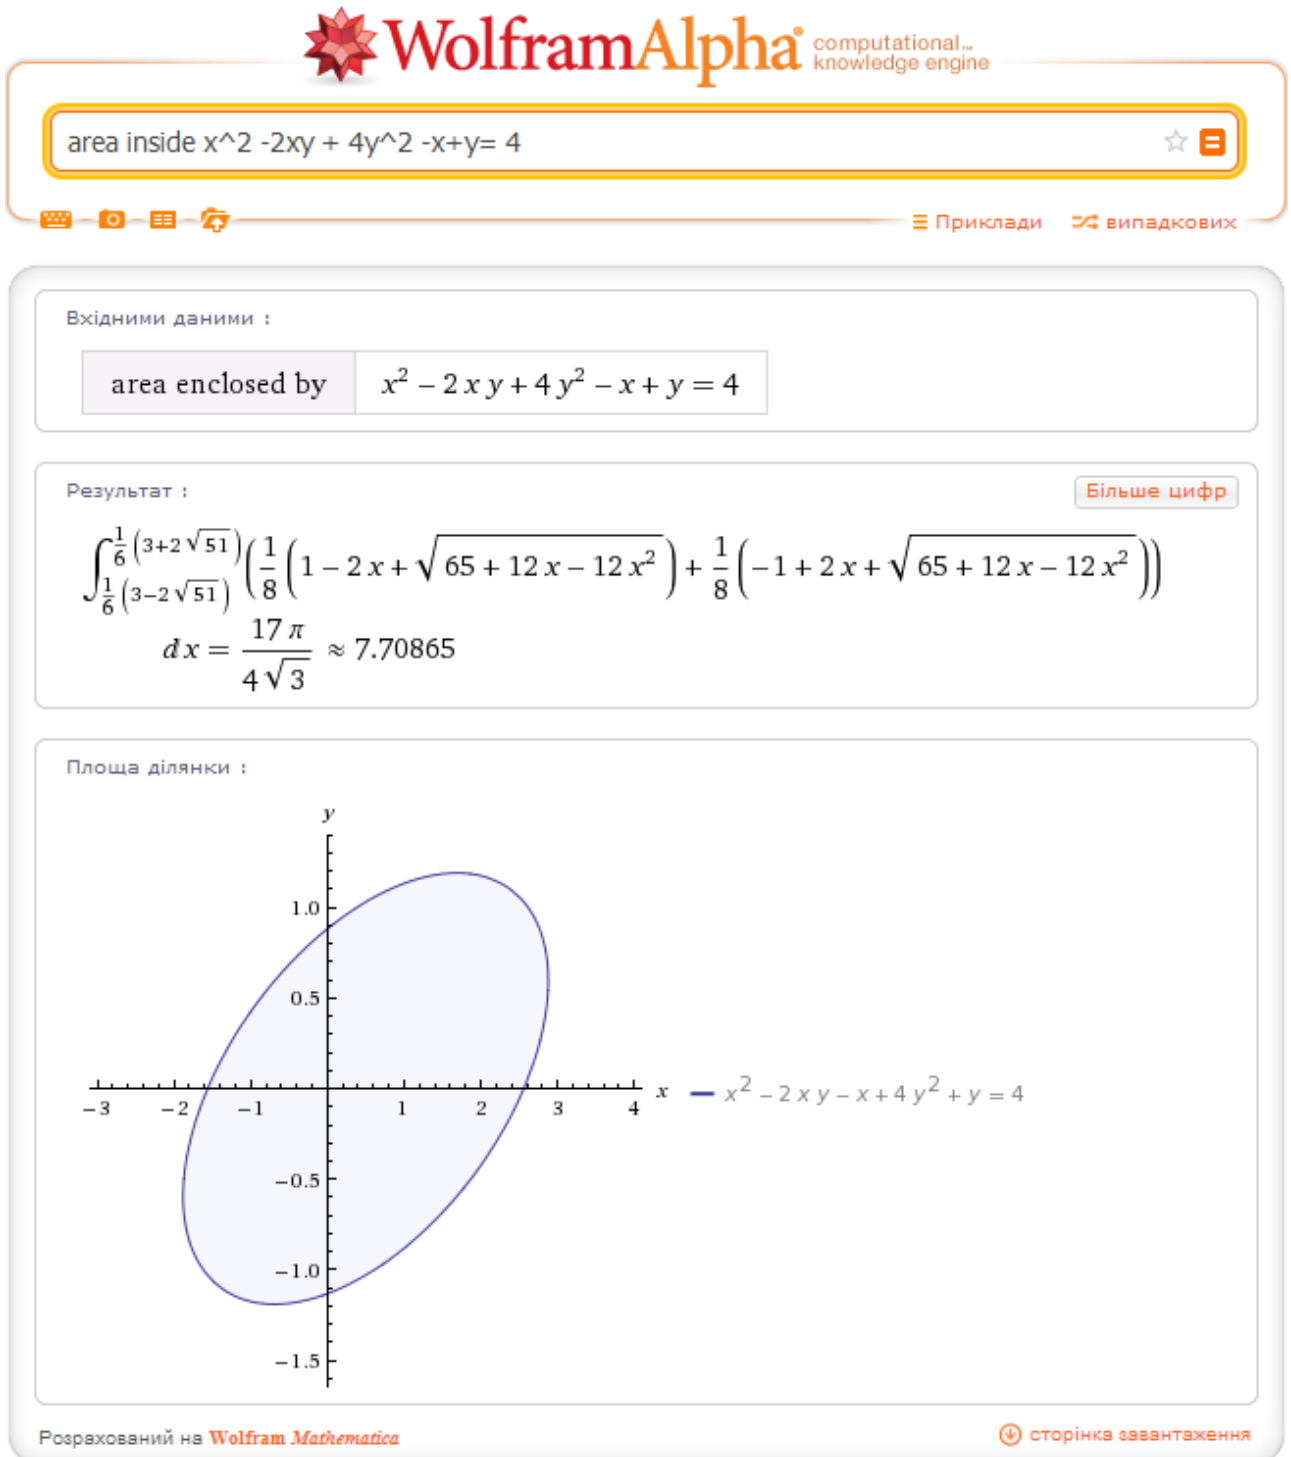 WolframAlpha computational... knowledge engine
area inside x^2 -2xy + 4y^2 -x+y= 4
Приклади випадкових
Вхідними даними :
area enclosed by x² − 2 x y + 4 y² − x + y = 4
Результат : Більше цифр
∫_{1/6 (3−2√51)}^{1/6 (3+2√51)} (1/8 (1 − 2 x + √(65 + 12 x − 12 x²)) + 1/8 (−1 + 2 x + √(65 + 12 x − 12 x²)))
dx = 17 π / (4 √3) ≈ 7.70865
Площа ділянки :
y
1.0
0.5
−3 −2 −1 1 2 3 4 x
x² − 2 x y − x + 4 y² + y = 4
−0.5
−1.0
−1.5
Розрахований на Wolfram Mathematica сторінка завантаження